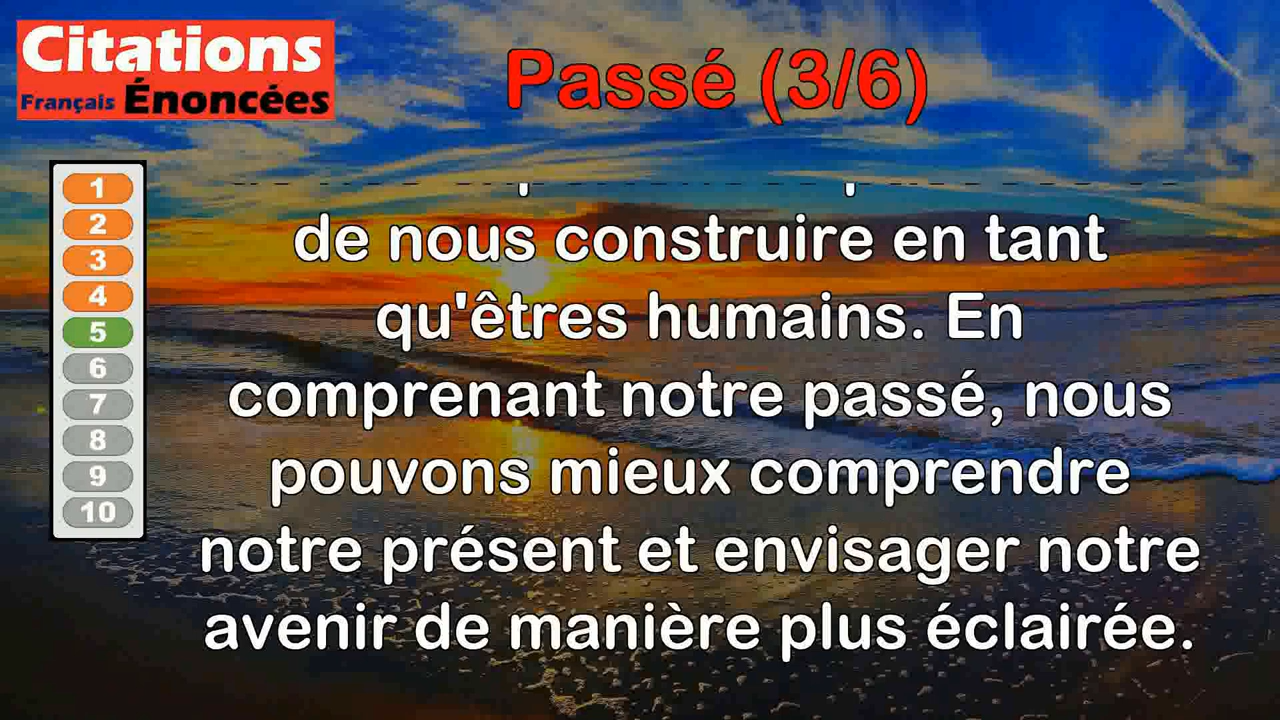 Citations
Français Énoncées
Passé (3/6)
1
2
3
4
5
6
7
8
9
10
de nous construire en tant
qu'êtres humains. En
comprenant notre passé, nous
pouvons mieux comprendre
notre présent et envisager notre
avenir de manière plus éclairée.